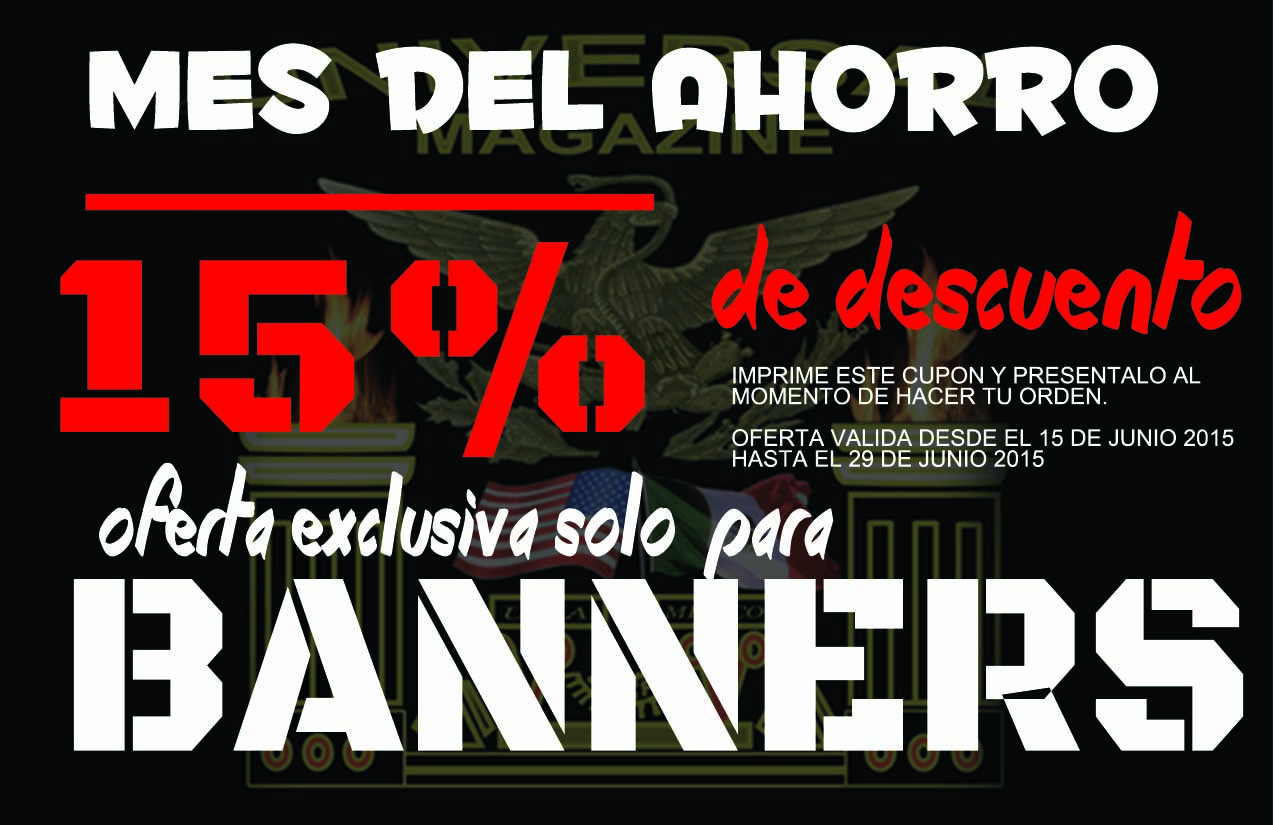 MES DEL AHORRO
MAGAZINE
15% de descuento
IMPRIME ESTE CUPON Y PRESENTALO AL
MOMENTO DE HACER TU ORDEN.
OFERTA VALIDA DESDE EL 15 DE JUNIO 2015
HASTA EL 29 DE JUNIO 2015
oferta exclusiva solo para
BANNERS